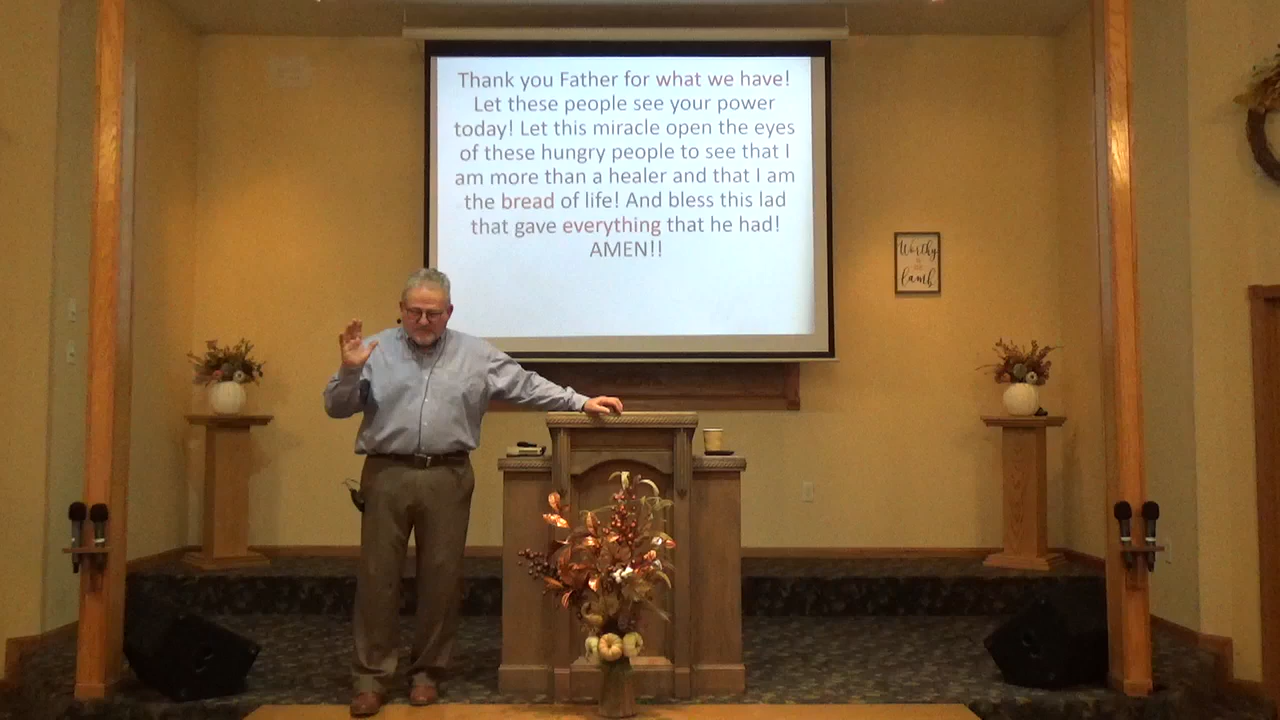 Thank you Father for what we have!
Let these people see your power
today! Let this miracle open the eyes
of these hungry people to see that I
am more than a healer and that I am
the bread of life! And bless this lad
that gave everything that he had!
AMEN!!
Worthy
lamb